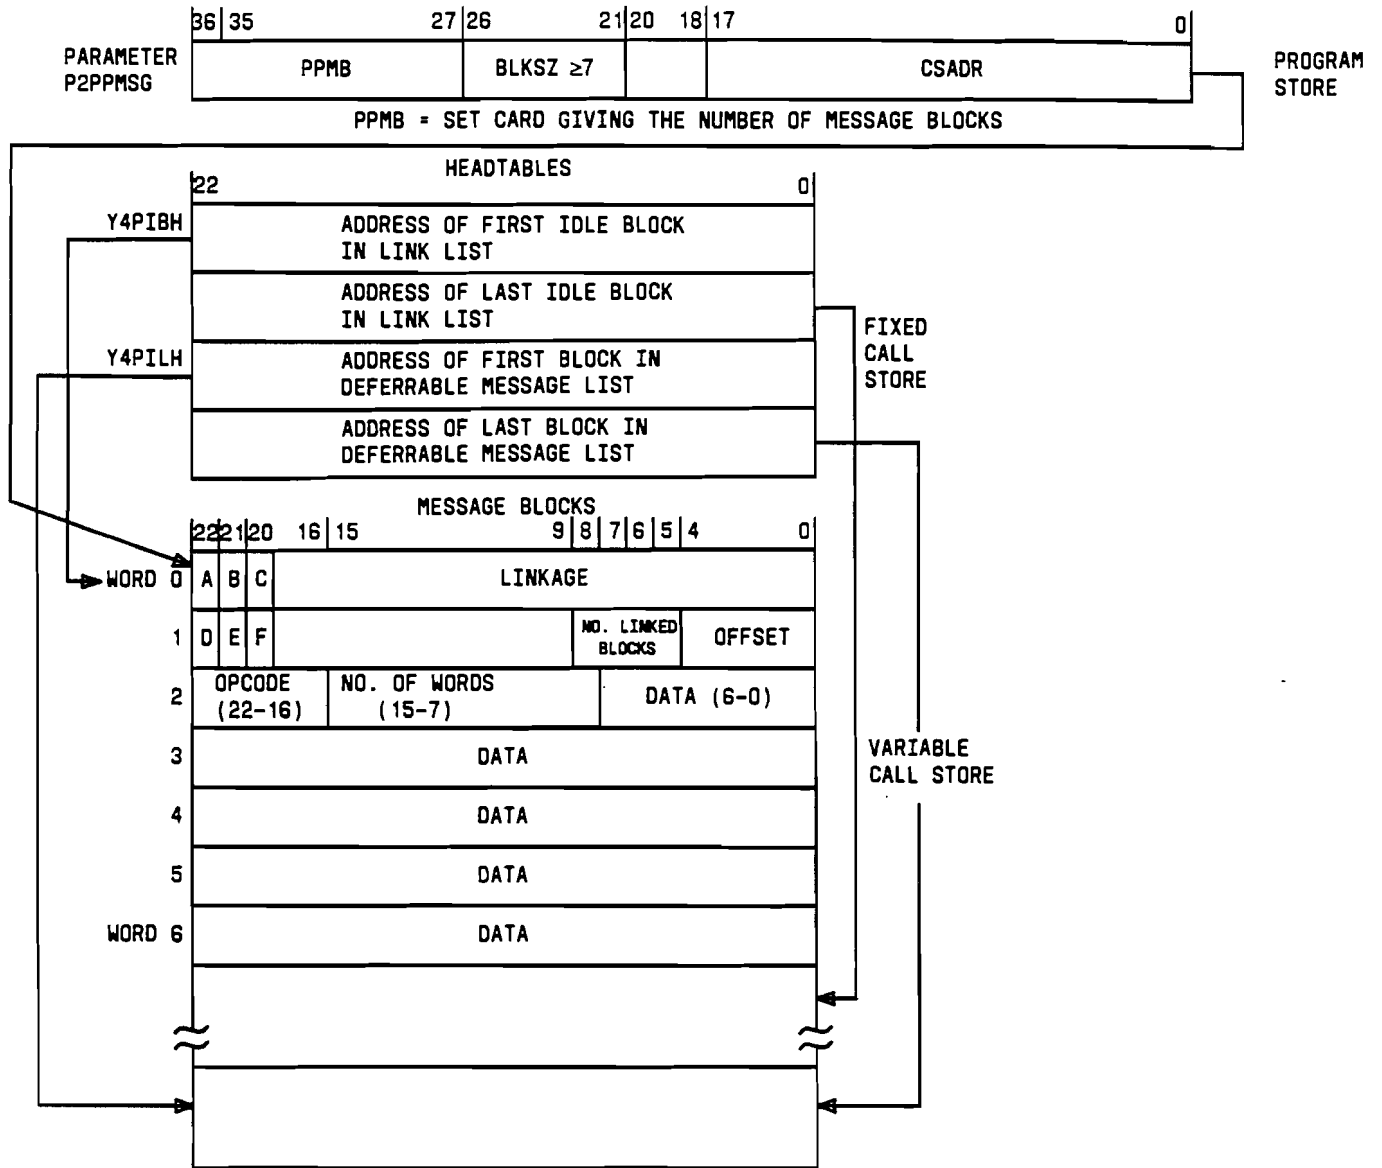 36 35 27 26 21 20 18 17 0
PARAMETER P2PPMSG
PPMB BLKSZ ≥7 CSADR
PROGRAM STORE
PPMB = SET CARD GIVING THE NUMBER OF MESSAGE BLOCKS
HEADTABLES
22 0
Y4PIBH
ADDRESS OF FIRST IDLE BLOCK
IN LINK LIST
ADDRESS OF LAST IDLE BLOCK
IN LINK LIST
Y4PILH
ADDRESS OF FIRST BLOCK IN
DEFERRABLE MESSAGE LIST
ADDRESS OF LAST BLOCK IN
DEFERRABLE MESSAGE LIST
FIXED
CALL
STORE
MESSAGE BLOCKS
22 21 20 16 15 9 8 7 6 5 4 0
WORD 0 A B C LINKAGE
1 D E F NO. LINKED BLOCKS OFFSET
2 OPCODE (22-16) NO. OF WORDS (15-7) DATA (6-0)
3 DATA
VARIABLE
CALL STORE
4 DATA
5 DATA
WORD 6 DATA